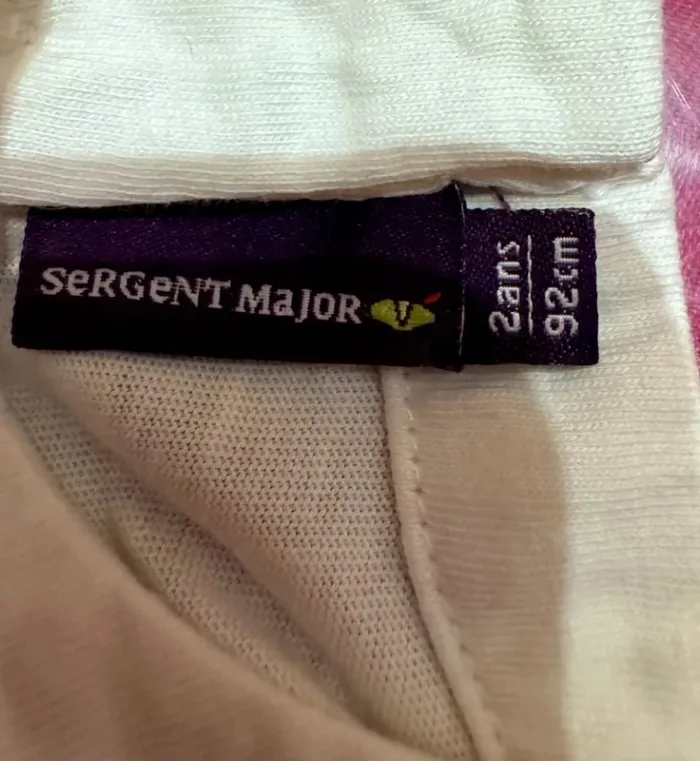 SeRGeNT MaJoR
2ans
92cm